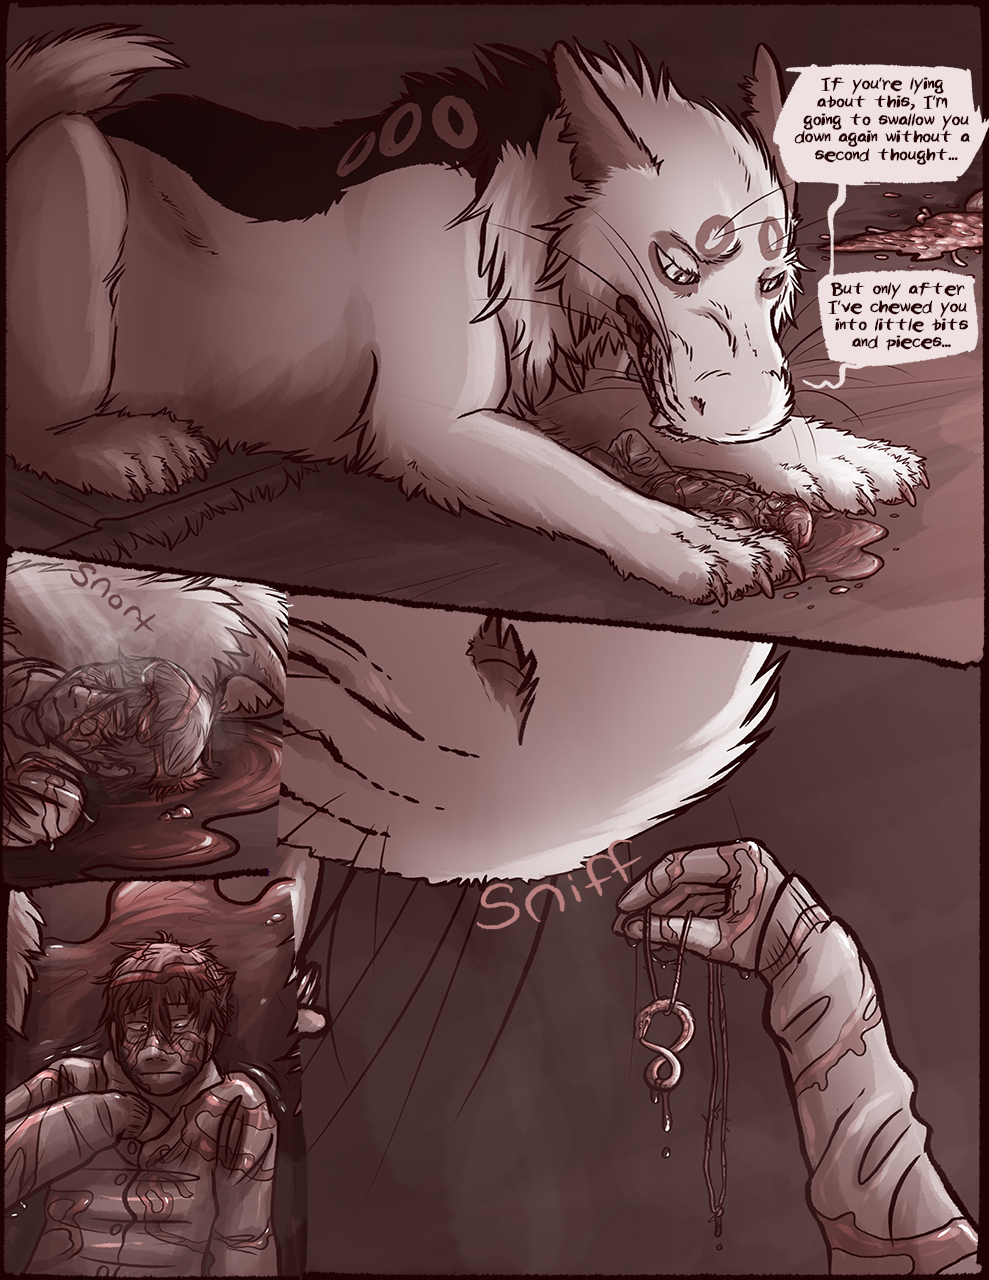 If you're lying
about this, I'm
going to swallow you
down again without a
second thought...
But only after
I've chewed you
into little bits
and pieces...
Snort
Sniff